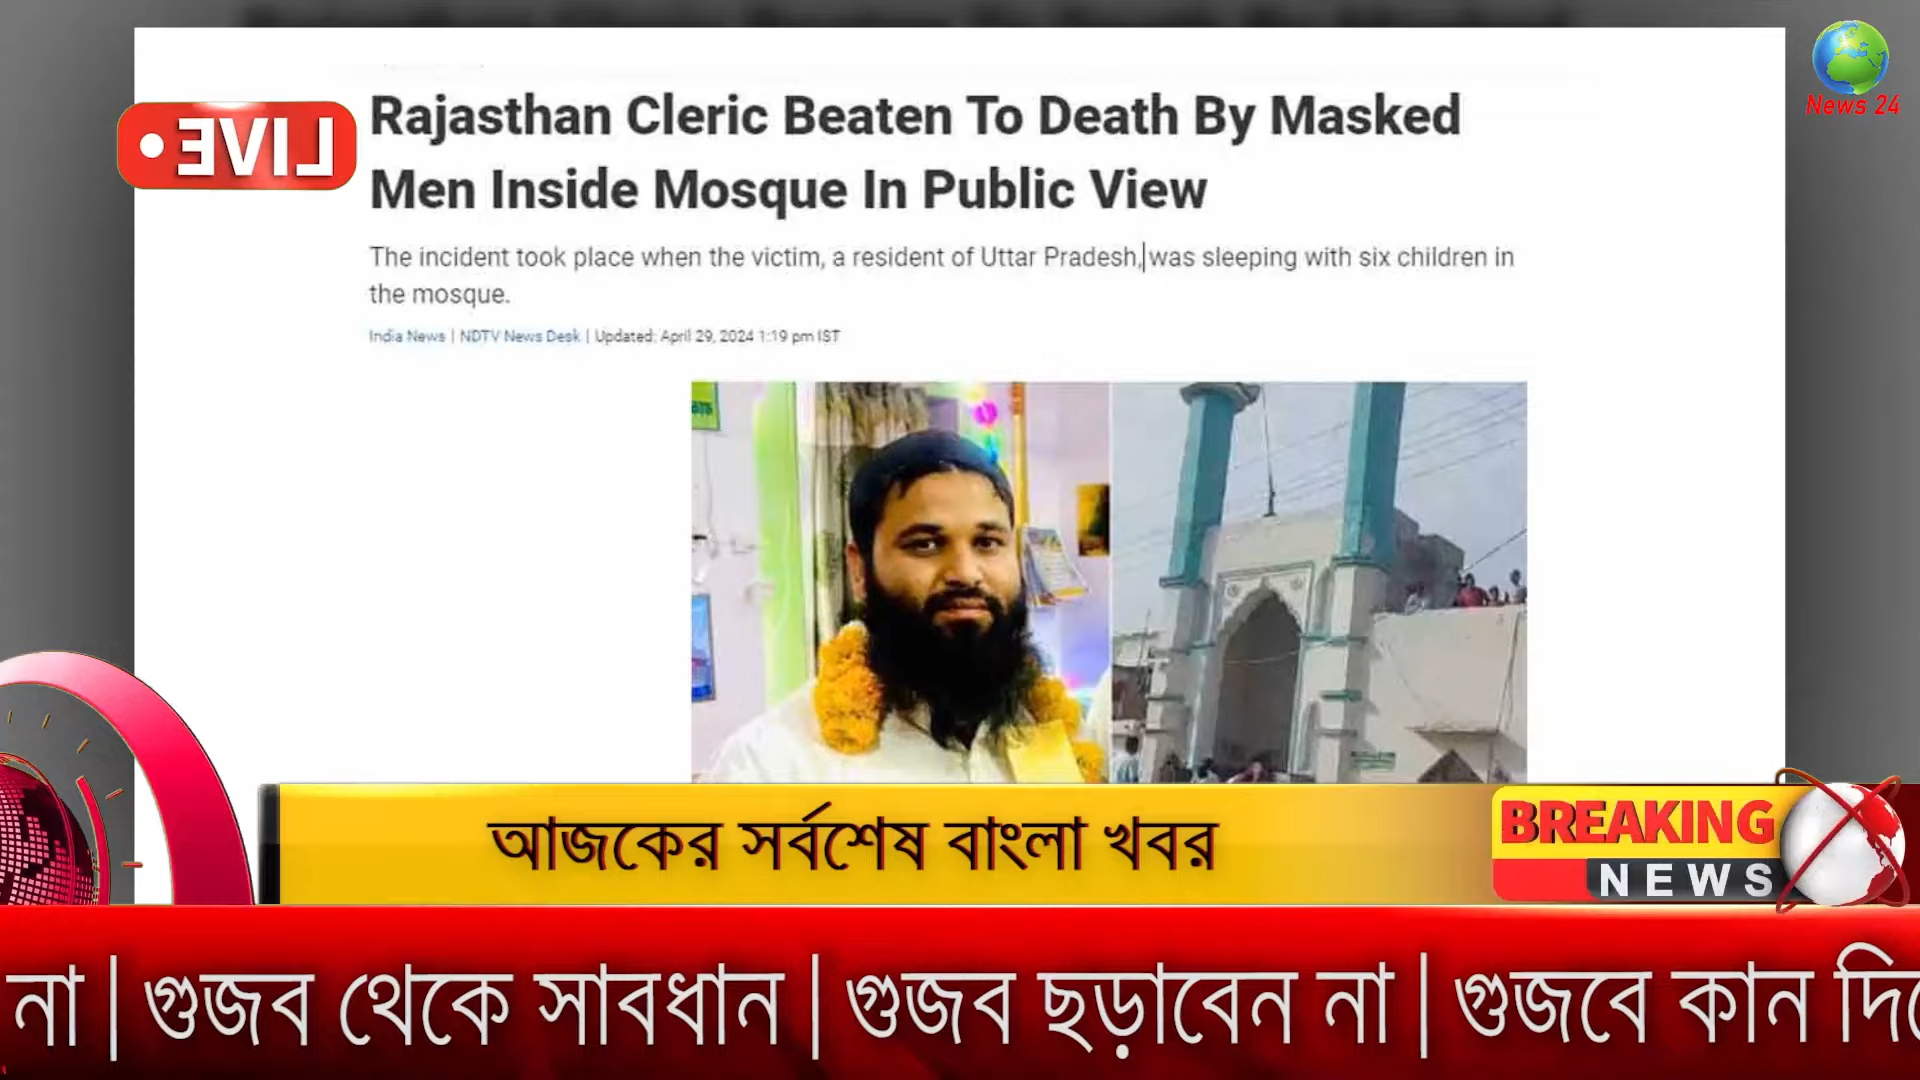 Rajasthan Cleric Beaten To Death By Masked
Men Inside Mosque In Public View
LIVE
News 24
The incident took place when the victim, a resident of Uttar Pradesh, was sleeping with six children in
the mosque.
India News | NDTV News Desk | Updated: April 29, 2024 1:19 pm IST
আজকের সর্বশেষ বাংলা খবর
BREAKING
NEWS
না | গুজব থেকে সাবধান | গুজব ছড়াবেন না | গুজবে কান